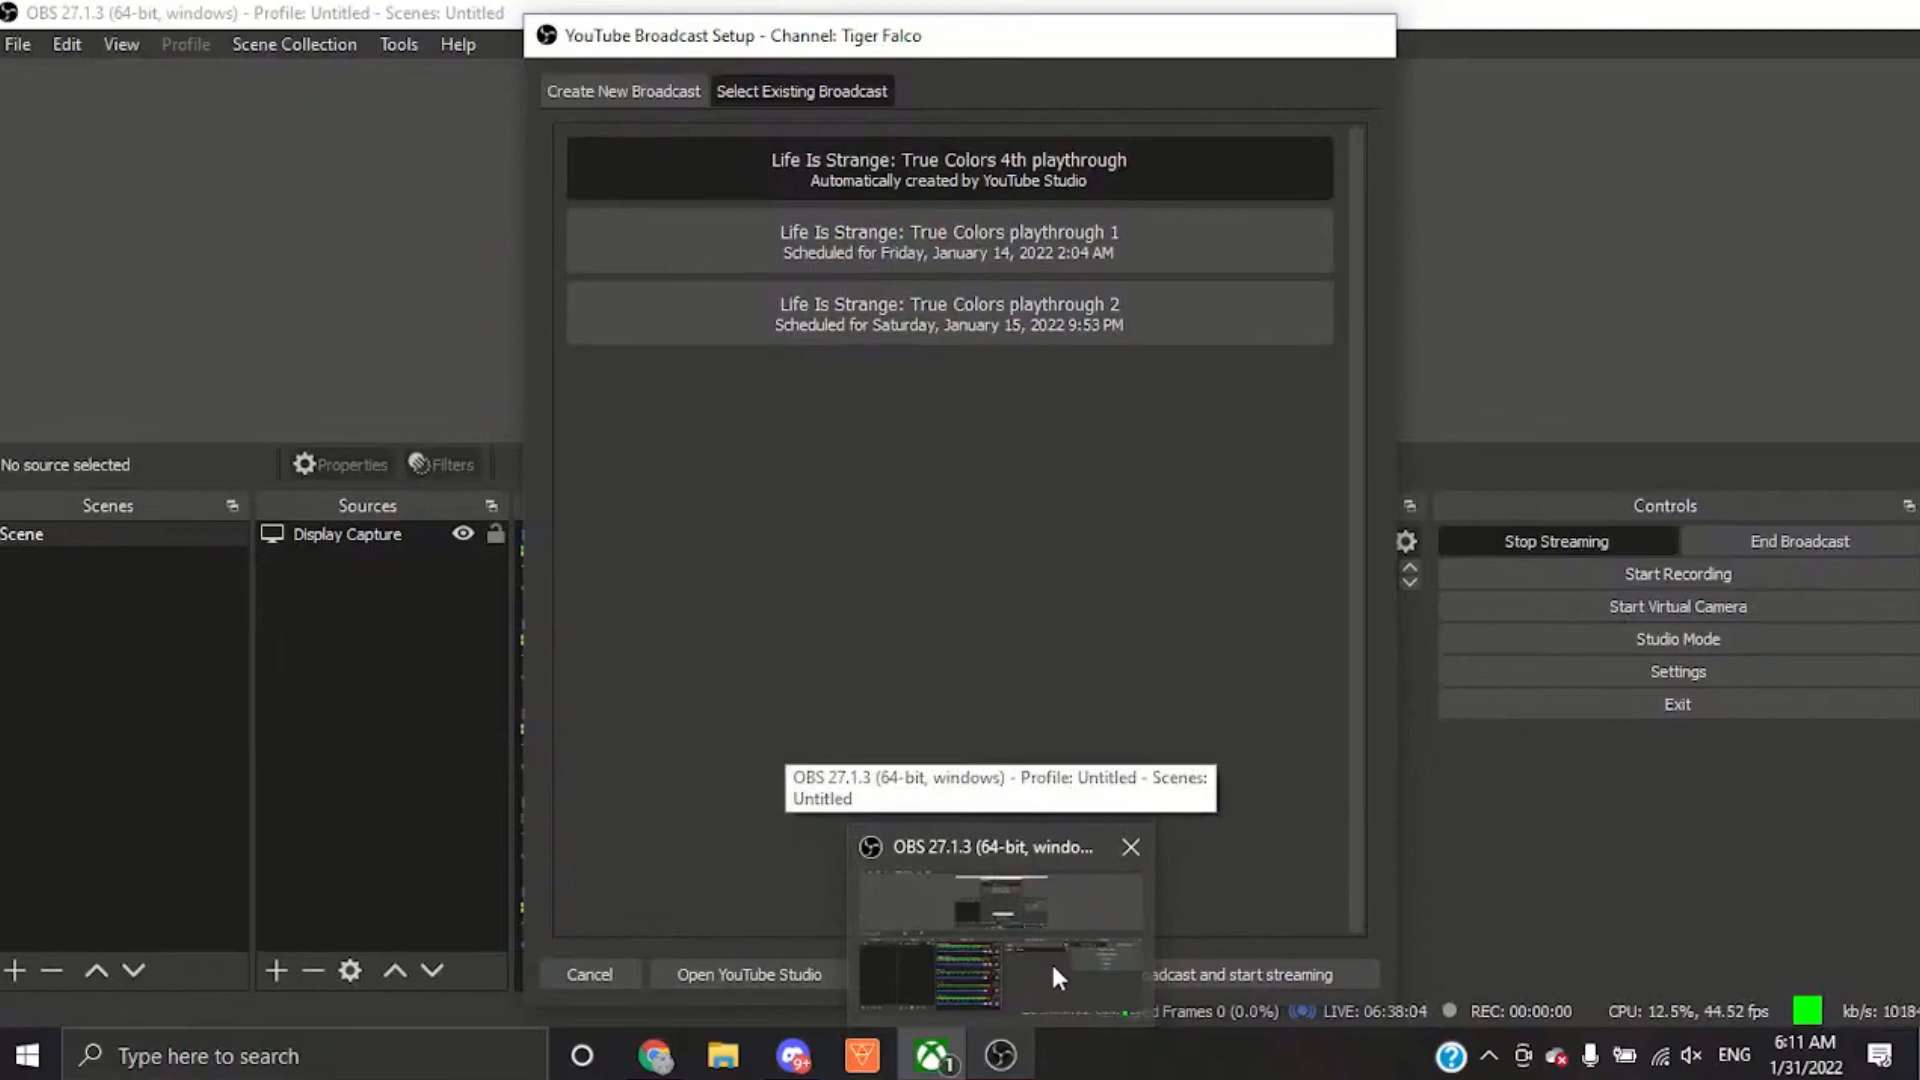 OBS 27.1.3 (64-bit, windows) - Profile: Untitled - Scenes: Untitled
File Edit View Profile Scene Collection Tools Help
YouTube Broadcast Setup - Channel: Tiger Falco
Create New Broadcast Select Existing Broadcast
Life Is Strange: True Colors 4th playthrough
Automatically created by YouTube Studio
Life Is Strange: True Colors playthrough 1
Scheduled for Friday, January 14, 2022 2:04 AM
Life Is Strange: True Colors playthrough 2
Scheduled for Saturday, January 15, 2022 9:53 PM
No source selected
Properties Filters
Scenes
Sources
Scene
Display Capture
Controls
Stop Streaming End Broadcast
Start Recording
Start Virtual Camera
Studio Mode
Settings
Exit
OBS 27.1.3 (64-bit, windows) - Profile: Untitled - Scenes:
Untitled
OBS 27.1.3 (64-bit, windo...
Cancel Open YouTube Studio adcast and start streaming
Frames 0 (0.0%) LIVE: 06:38:04 REC: 00:00:00 CPU: 12.5%, 44.52 fps kb/s: 10184
Type here to search
9+
1
ENG
6:11 AM
1/31/2022